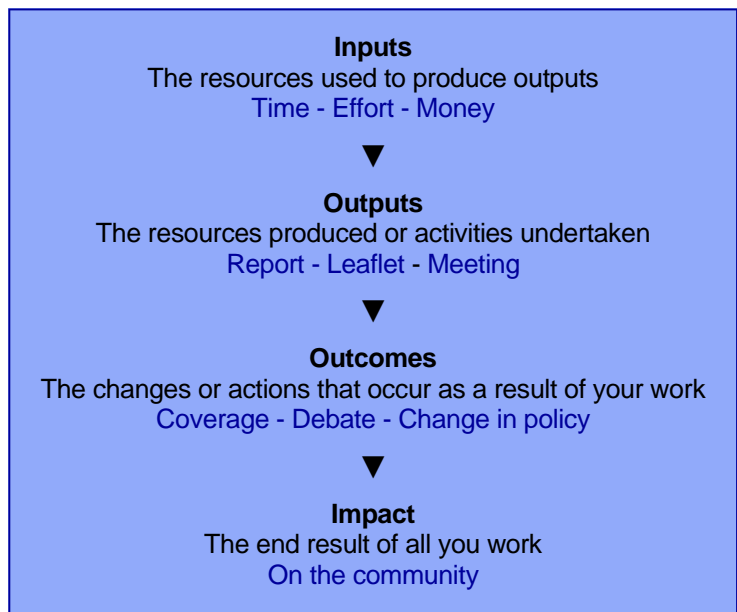 Inputs
The resources used to produce outputs
Time - Effort - Money
Outputs
The resources produced or activities undertaken
Report - Leaflet - Meeting
Outcomes
The changes or actions that occur as a result of your work
Coverage - Debate - Change in policy
Impact
The end result of all you work
On the community